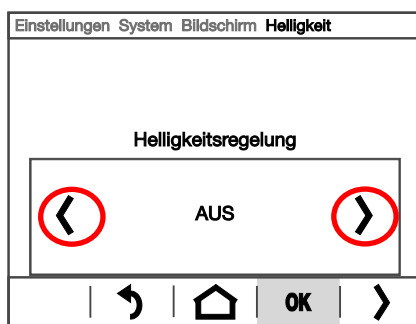 Einstellungen System Bildschirm Helligkeit
Helligkeitsregelung
AUS
OK